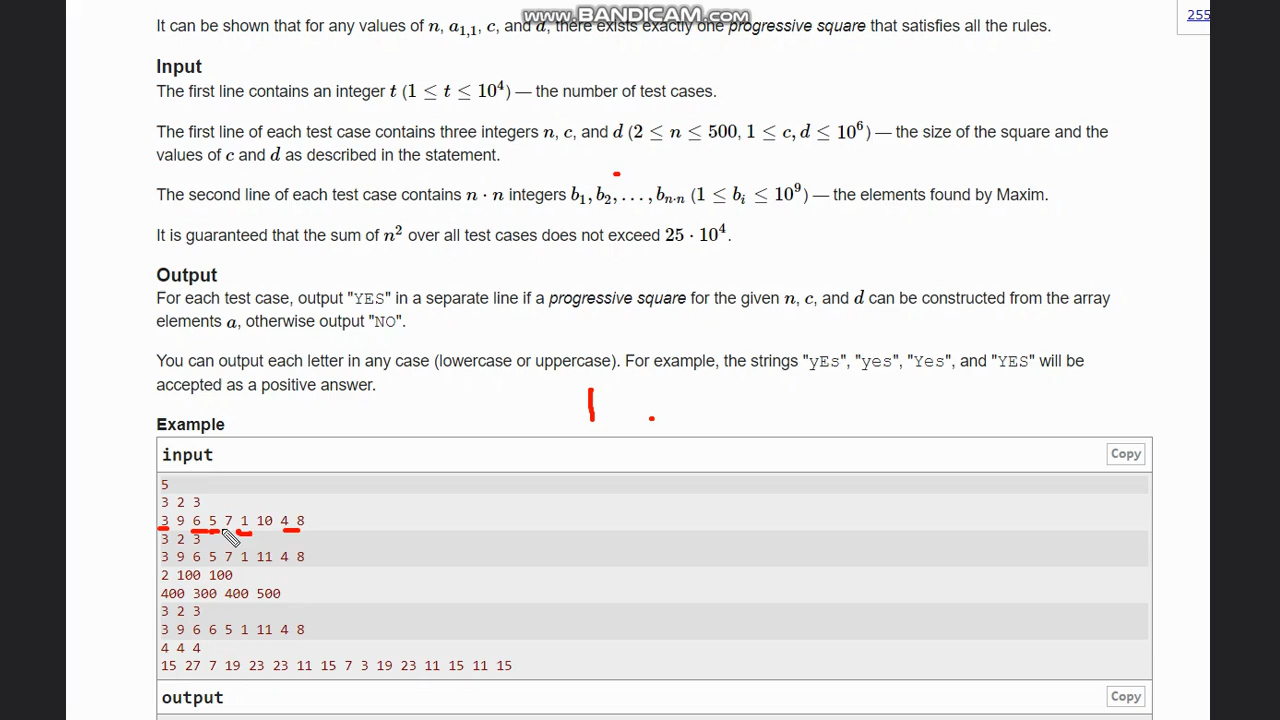 www.BANDICAM.com
It can be shown that for any values of n, a1,1, c, and d, there exists exactly one progressive square that satisfies all the rules.
255
Input
The first line contains an integer t (1 ≤ t ≤ 10^4) — the number of test cases.
The first line of each test case contains three integers n, c, and d (2 ≤ n ≤ 500, 1 ≤ c, d ≤ 10^6) — the size of the square and the
values of c and d as described in the statement.
The second line of each test case contains n · n integers b1, b2, …, bn·n (1 ≤ bi ≤ 10^9) — the elements found by Maxim.
It is guaranteed that the sum of n^2 over all test cases does not exceed 25 · 10^4.
Output
For each test case, output "YES" in a separate line if a progressive square for the given n, c, and d can be constructed from the array
elements a, otherwise output "NO".
You can output each letter in any case (lowercase or uppercase). For example, the strings "yEs", "yes", "Yes", and "YES" will be
accepted as a positive answer.
Example
input
Copy
5
3 2 3
3 9 6 5 7 1 10 4 8
3 2 3
3 9 6 5 7 1 11 4 8
2 100 100
400 300 400 500
3 2 3
3 9 6 6 5 1 11 4 8
4 4 4
15 27 7 19 23 23 11 15 7 3 19 23 11 15 11 15
output
Copy